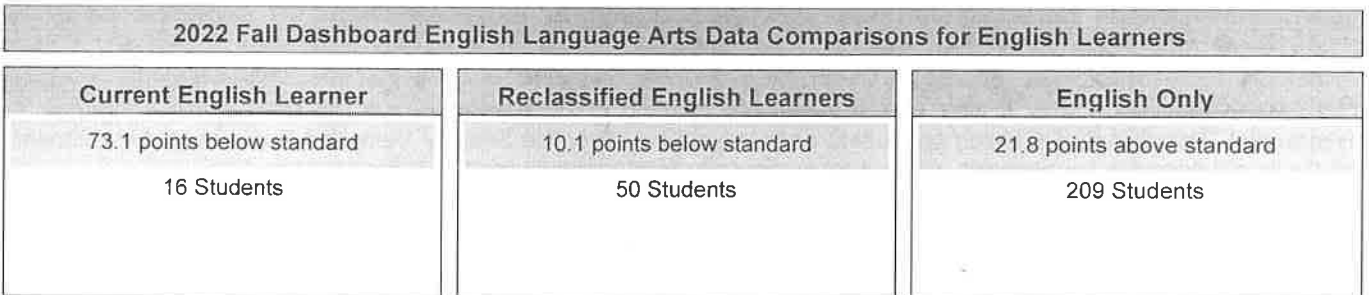 2022 Fall Dashboard English Language Arts Data Comparisons for English Learners
Current English Learner
73.1 points below standard
16 Students
Reclassified English Learners
10.1 points below standard
50 Students
English Only
21.8 points above standard
209 Students